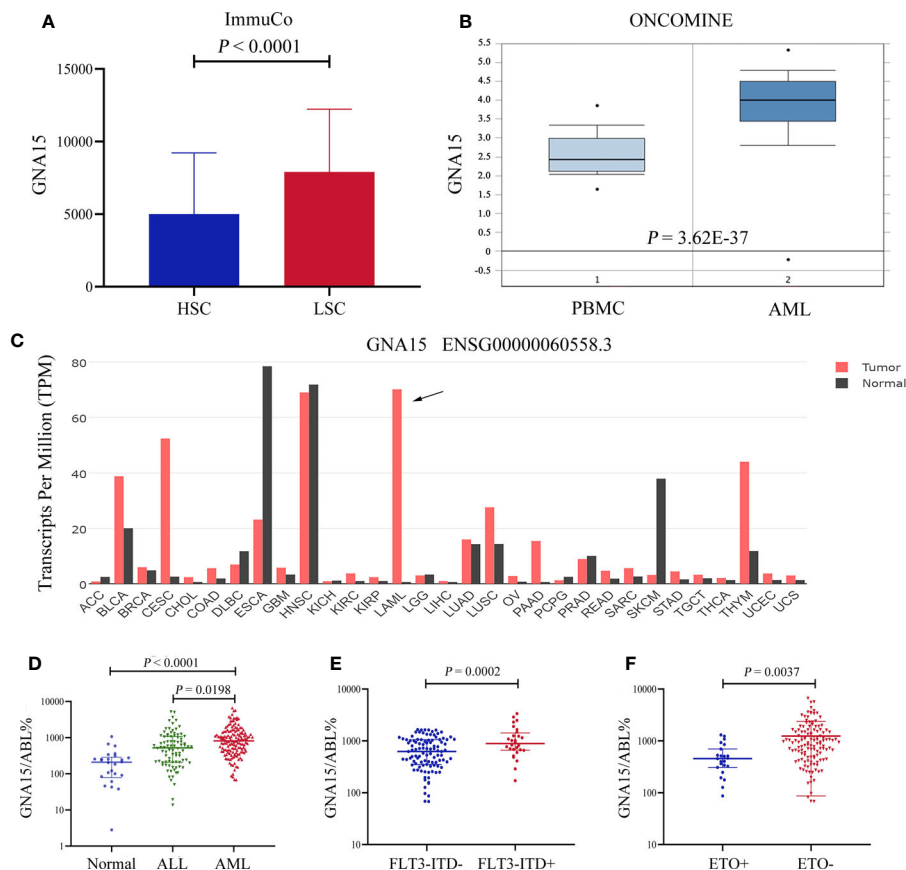 A
ImmuCo
P < 0.0001
GNA15
15000
10000
5000
0
HSC LSC
B
ONCOMINE
GNA15
5.5
5.0
4.5
4.0
3.5
3.0
2.5
2.0
1.5
1.0
0.5
0
-0.5
P = 3.62E-37
1 2
PBMC AML
C
GNA15 ENSG00000060558.3
Transcripts Per Million (TPM)
80
60
40
20
0
Tumor
Normal
ACC BLCA BRCA CESC CHOL COAD DLBC ESCA GBM HNSC KICH KIRC KIRP LAML LGG LIHC LUAD LUSC OV PAAD PCPG PRAD READ SARC SKCM STAD TGCT THCA THYM UCEC UCS
D
P < 0.0001
P = 0.0198
GNA15/ABL%
10000
1000
100
10
1
Normal ALL AML
E
P = 0.0002
GNA15/ABL%
10000
1000
100
10
FLT3-ITD- FLT3-ITD+
F
P = 0.0037
GNA15/ABL%
10000
1000
100
10
ETO+ ETO-